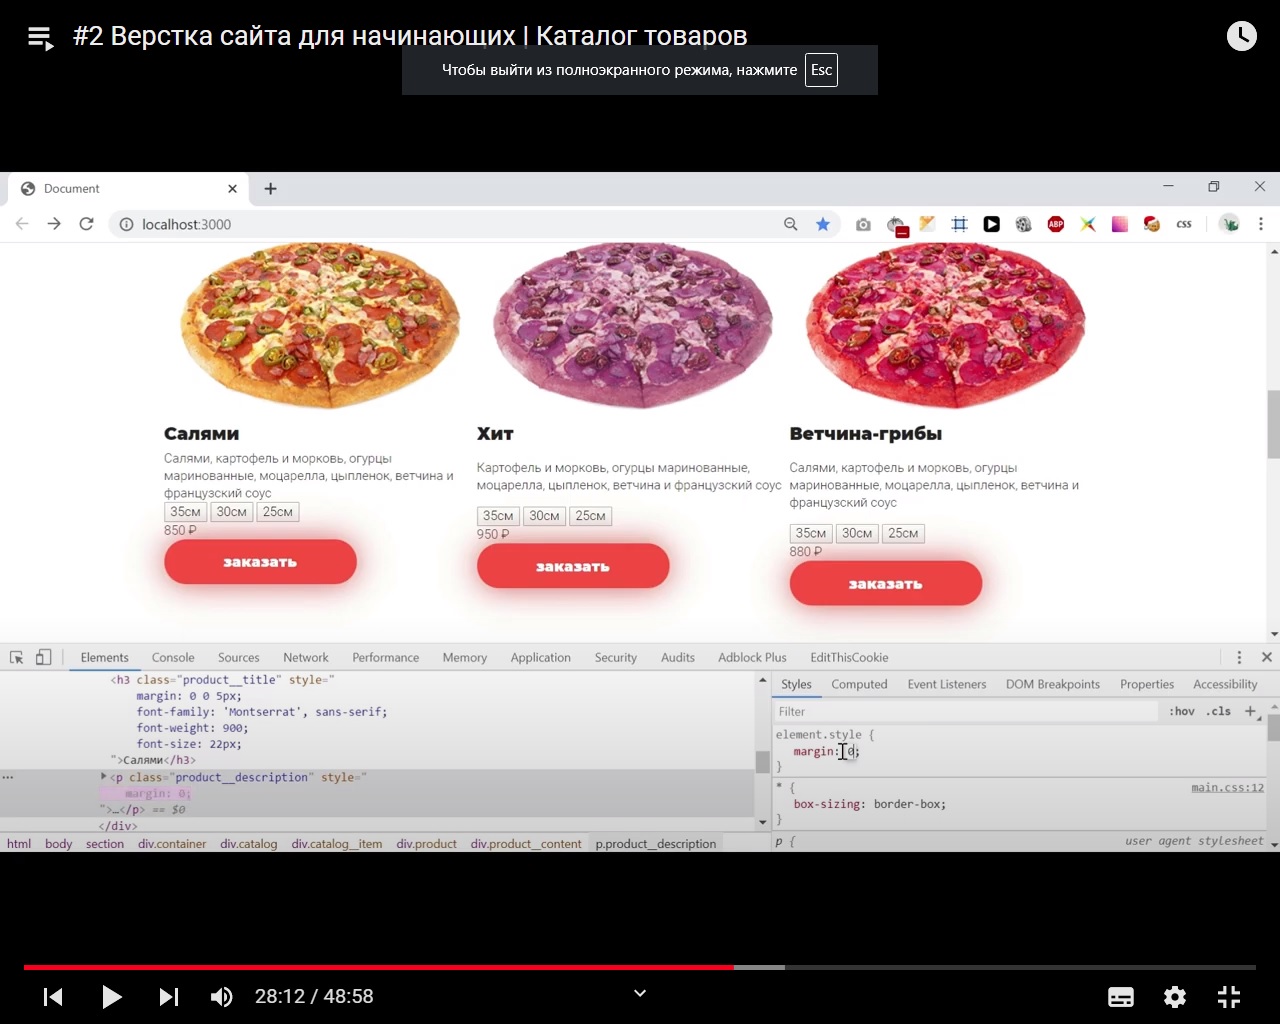 #2 Верстка сайта для начинающих | Каталог товаров
Чтобы выйти из полноэкранного режима, нажмите Esc
Document
localhost:3000
ABP
css
Салями
Салями, картофель и морковь, огурцы
маринованные, моцарелла, цыпленок, ветчина и
французский соус
35см 30см 25см
850 ₽
заказать
Хит
Картофель и морковь, огурцы маринованные,
моцарелла, цыпленок, ветчина и французский соус
35см 30см 25см
950 ₽
заказать
Ветчина-грибы
Салями, картофель и морковь, огурцы
маринованные, моцарелла, цыпленок, ветчина и
французский соус
35см 30см 25см
880 ₽
заказать
Elements Console Sources Network Performance Memory Application Security Audits Adblock Plus EditThisCookie
<h3 class="product__title" style="
margin: 0 0 5px;
font-family: 'Montserrat', sans-serif;
font-weight: 900;
font-size: 22px;
">Салями</h3>
<p class="product__description" style="
margin: 0;
">…</p> == $0
</div>
html body section div.container div.catalog div.catalog__item div.product div.product__content p.product__description
Styles Computed Event Listeners DOM Breakpoints Properties Accessibility
Filter :hov .cls +
element.style {
margin: 0;
}
* { main.css:12
box-sizing: border-box;
}
p { user agent stylesheet
28:12 / 48:58